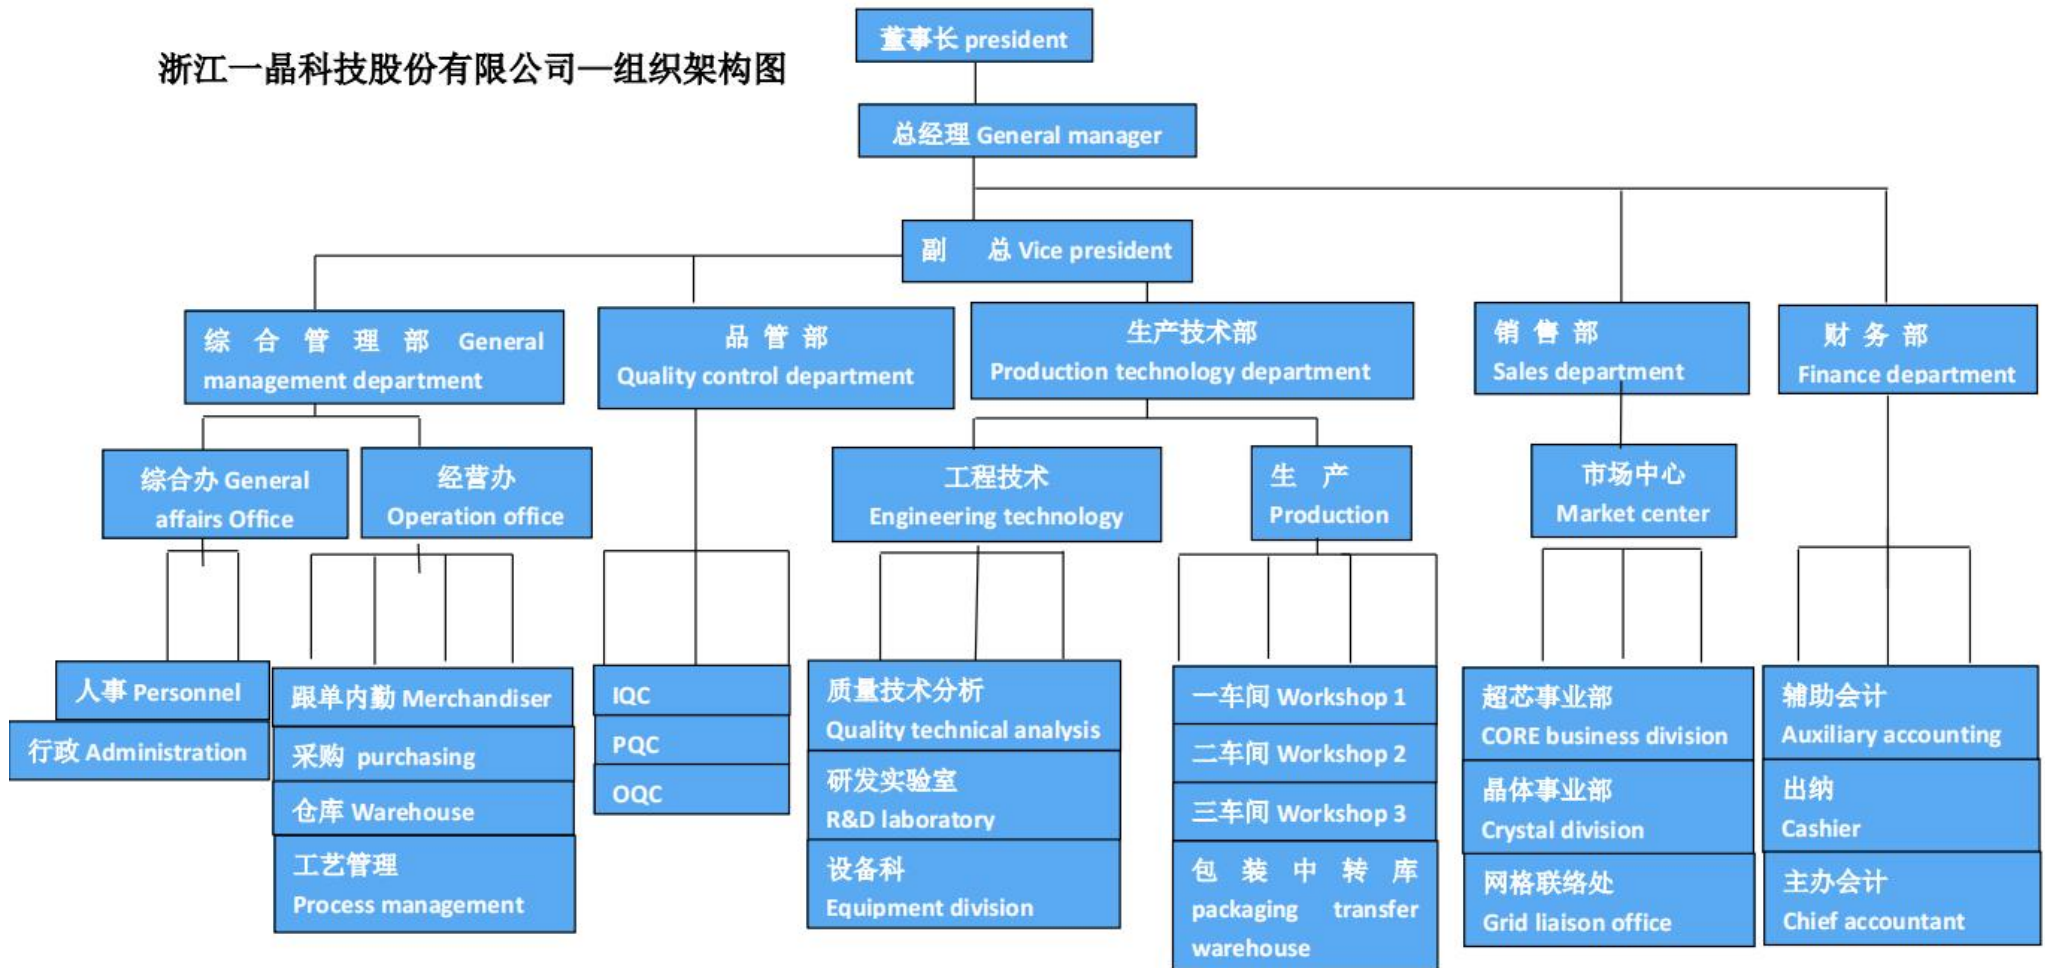 浙江一晶科技股份有限公司—组织架构图
董事长 president
总经理 General manager
副 总 Vice president
综 合 管 理 部 General
management department
品 管 部
Quality control department
生产技术部
Production technology department
销 售 部
Sales department
财 务 部
Finance department
综合办 General
affairs Office
经营办
Operation office
工程技术
Engineering technology
生 产
Production
市场中心
Market center
人事 Personnel
行政 Administration
跟单内勤 Merchandiser
采购 purchasing
仓库 Warehouse
工艺管理
Process management
IQC
PQC
OQC
质量技术分析
Quality technical analysis
研发实验室
R&D laboratory
设备科
Equipment division
一车间 Workshop 1
二车间 Workshop 2
三车间 Workshop 3
包 装 中 转 库
packaging transfer
warehouse
超芯事业部
CORE business division
晶体事业部
Crystal division
网格联络处
Grid liaison office
辅助会计
Auxiliary accounting
出纳
Cashier
主办会计
Chief accountant